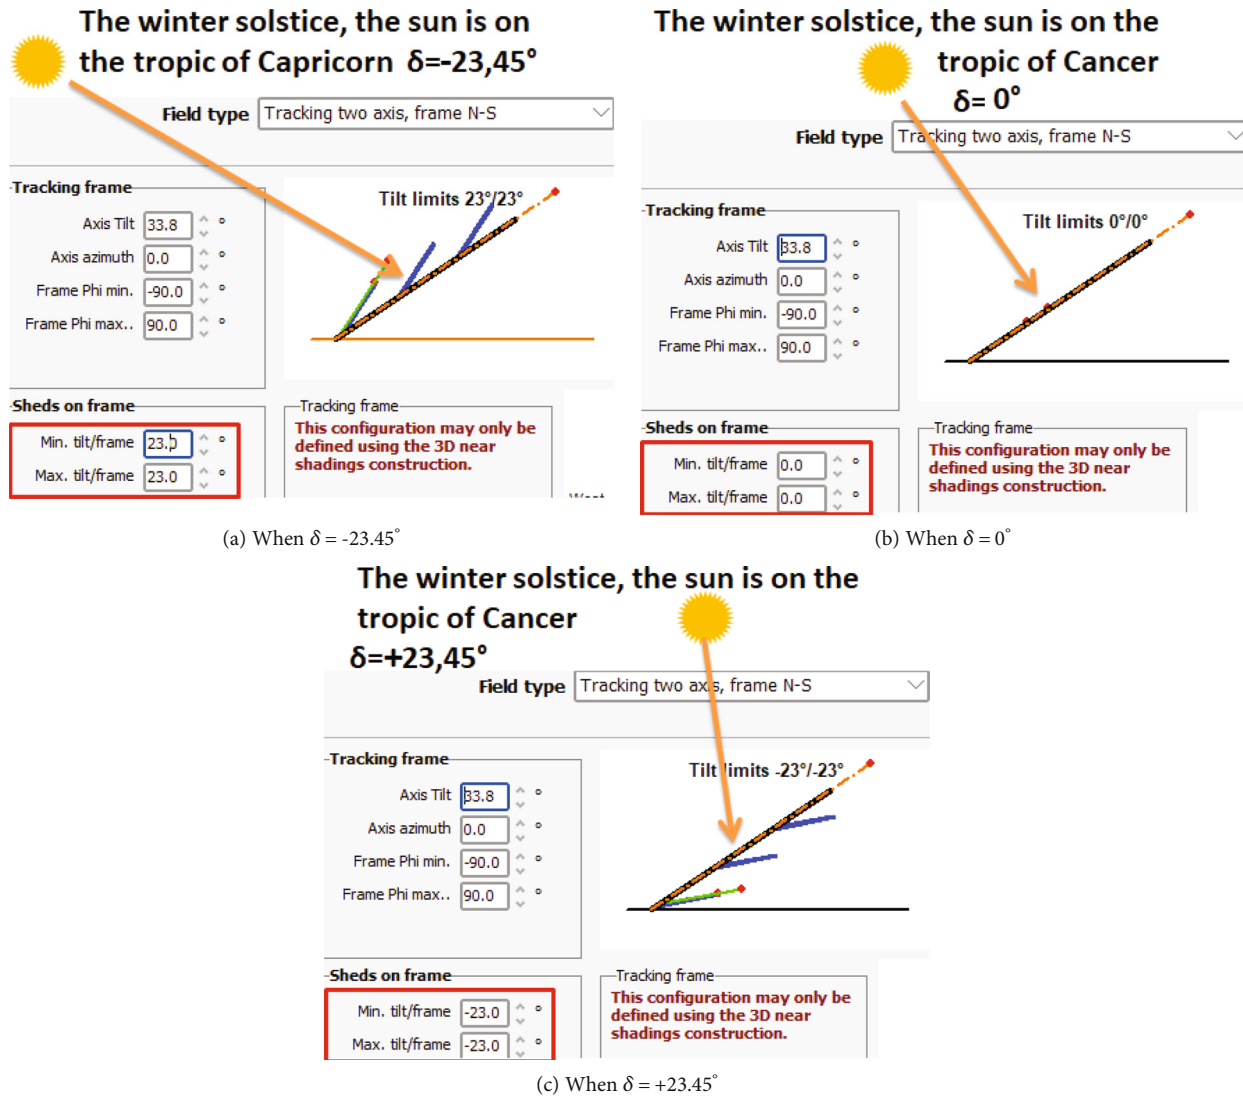 The winter solstice, the sun is on
the tropic of Capricorn δ=-23,45°
Field type Tracking two axis, frame N-S
Tracking frame
Axis Tilt 33.8 °
Axis azimuth 0.0 °
Frame Phi min. -90.0 °
Frame Phi max.. 90.0 °
Tilt limits 23°/23°
Sheds on frame
Min. tilt/frame 23.0 °
Max. tilt/frame 23.0 °
Tracking frame
This configuration may only be
defined using the 3D near
shadings construction.
(a) When δ = -23.45°
The winter solstice, the sun is on the
tropic of Cancer
δ= 0°
Field type Tracking two axis, frame N-S
Tracking frame
Axis Tilt 33.8 °
Axis azimuth 0.0 °
Frame Phi min. -90.0 °
Frame Phi max.. 90.0 °
Tilt limits 0°/0°
Sheds on frame
Min. tilt/frame 0.0 °
Max. tilt/frame 0.0 °
Tracking frame
This configuration may only be
defined using the 3D near
shadings construction.
(b) When δ = 0°
The winter solstice, the sun is on the
tropic of Cancer
δ=+23,45°
Field type Tracking two axis, frame N-S
Tracking frame
Axis Tilt 33.8 °
Axis azimuth 0.0 °
Frame Phi min. -90.0 °
Frame Phi max.. 90.0 °
Tilt limits -23°/-23°
Sheds on frame
Min. tilt/frame -23.0 °
Max. tilt/frame -23.0 °
Tracking frame
This configuration may only be
defined using the 3D near
shadings construction.
(c) When δ = +23.45°